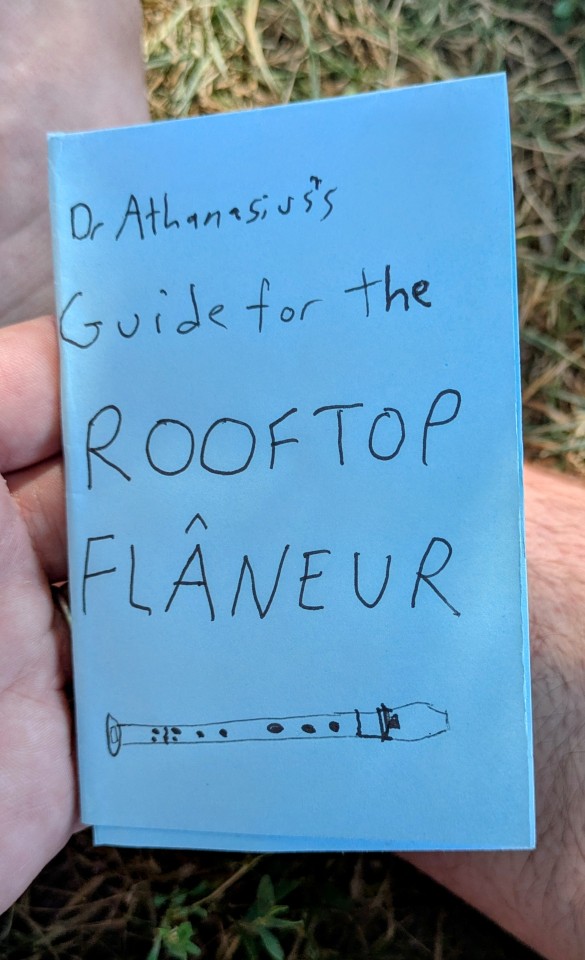 Dr Athanasius's
Guide for the
ROOFTOP
FLÂNEUR